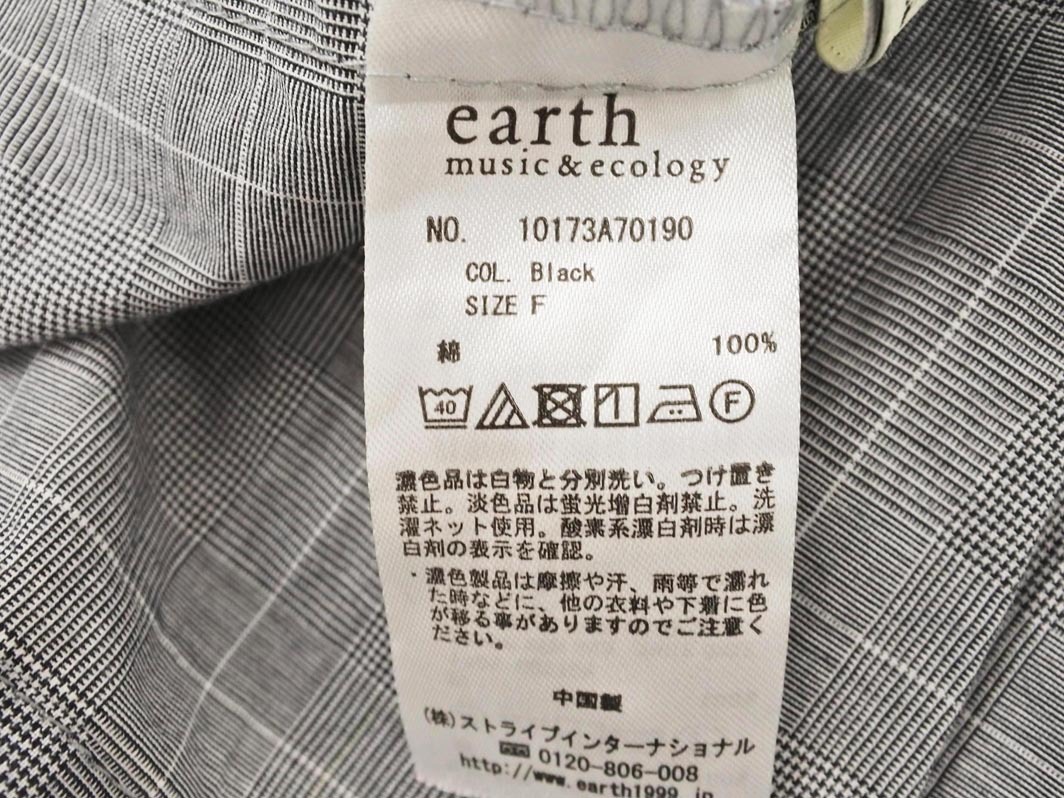 earth
music&ecology
NO. 10173A70190
COL. Black
SIZE F
綿 100%
40 F
濃色品は白物と分別洗い。つけ置き
禁止。淡色品は蛍光増白剤禁止。洗
濯ネット使用。酸素系漂白剤時は漂
白剤の表示を確認。
・濃色製品は摩擦や汗、雨等で濡れ
た時などに、他の衣料や下着に色
が移る事がありますのでご注意く
ださい。
中国製
(株)ストライプインターナショナル
0120-806-008
http://www.earth1999.jp